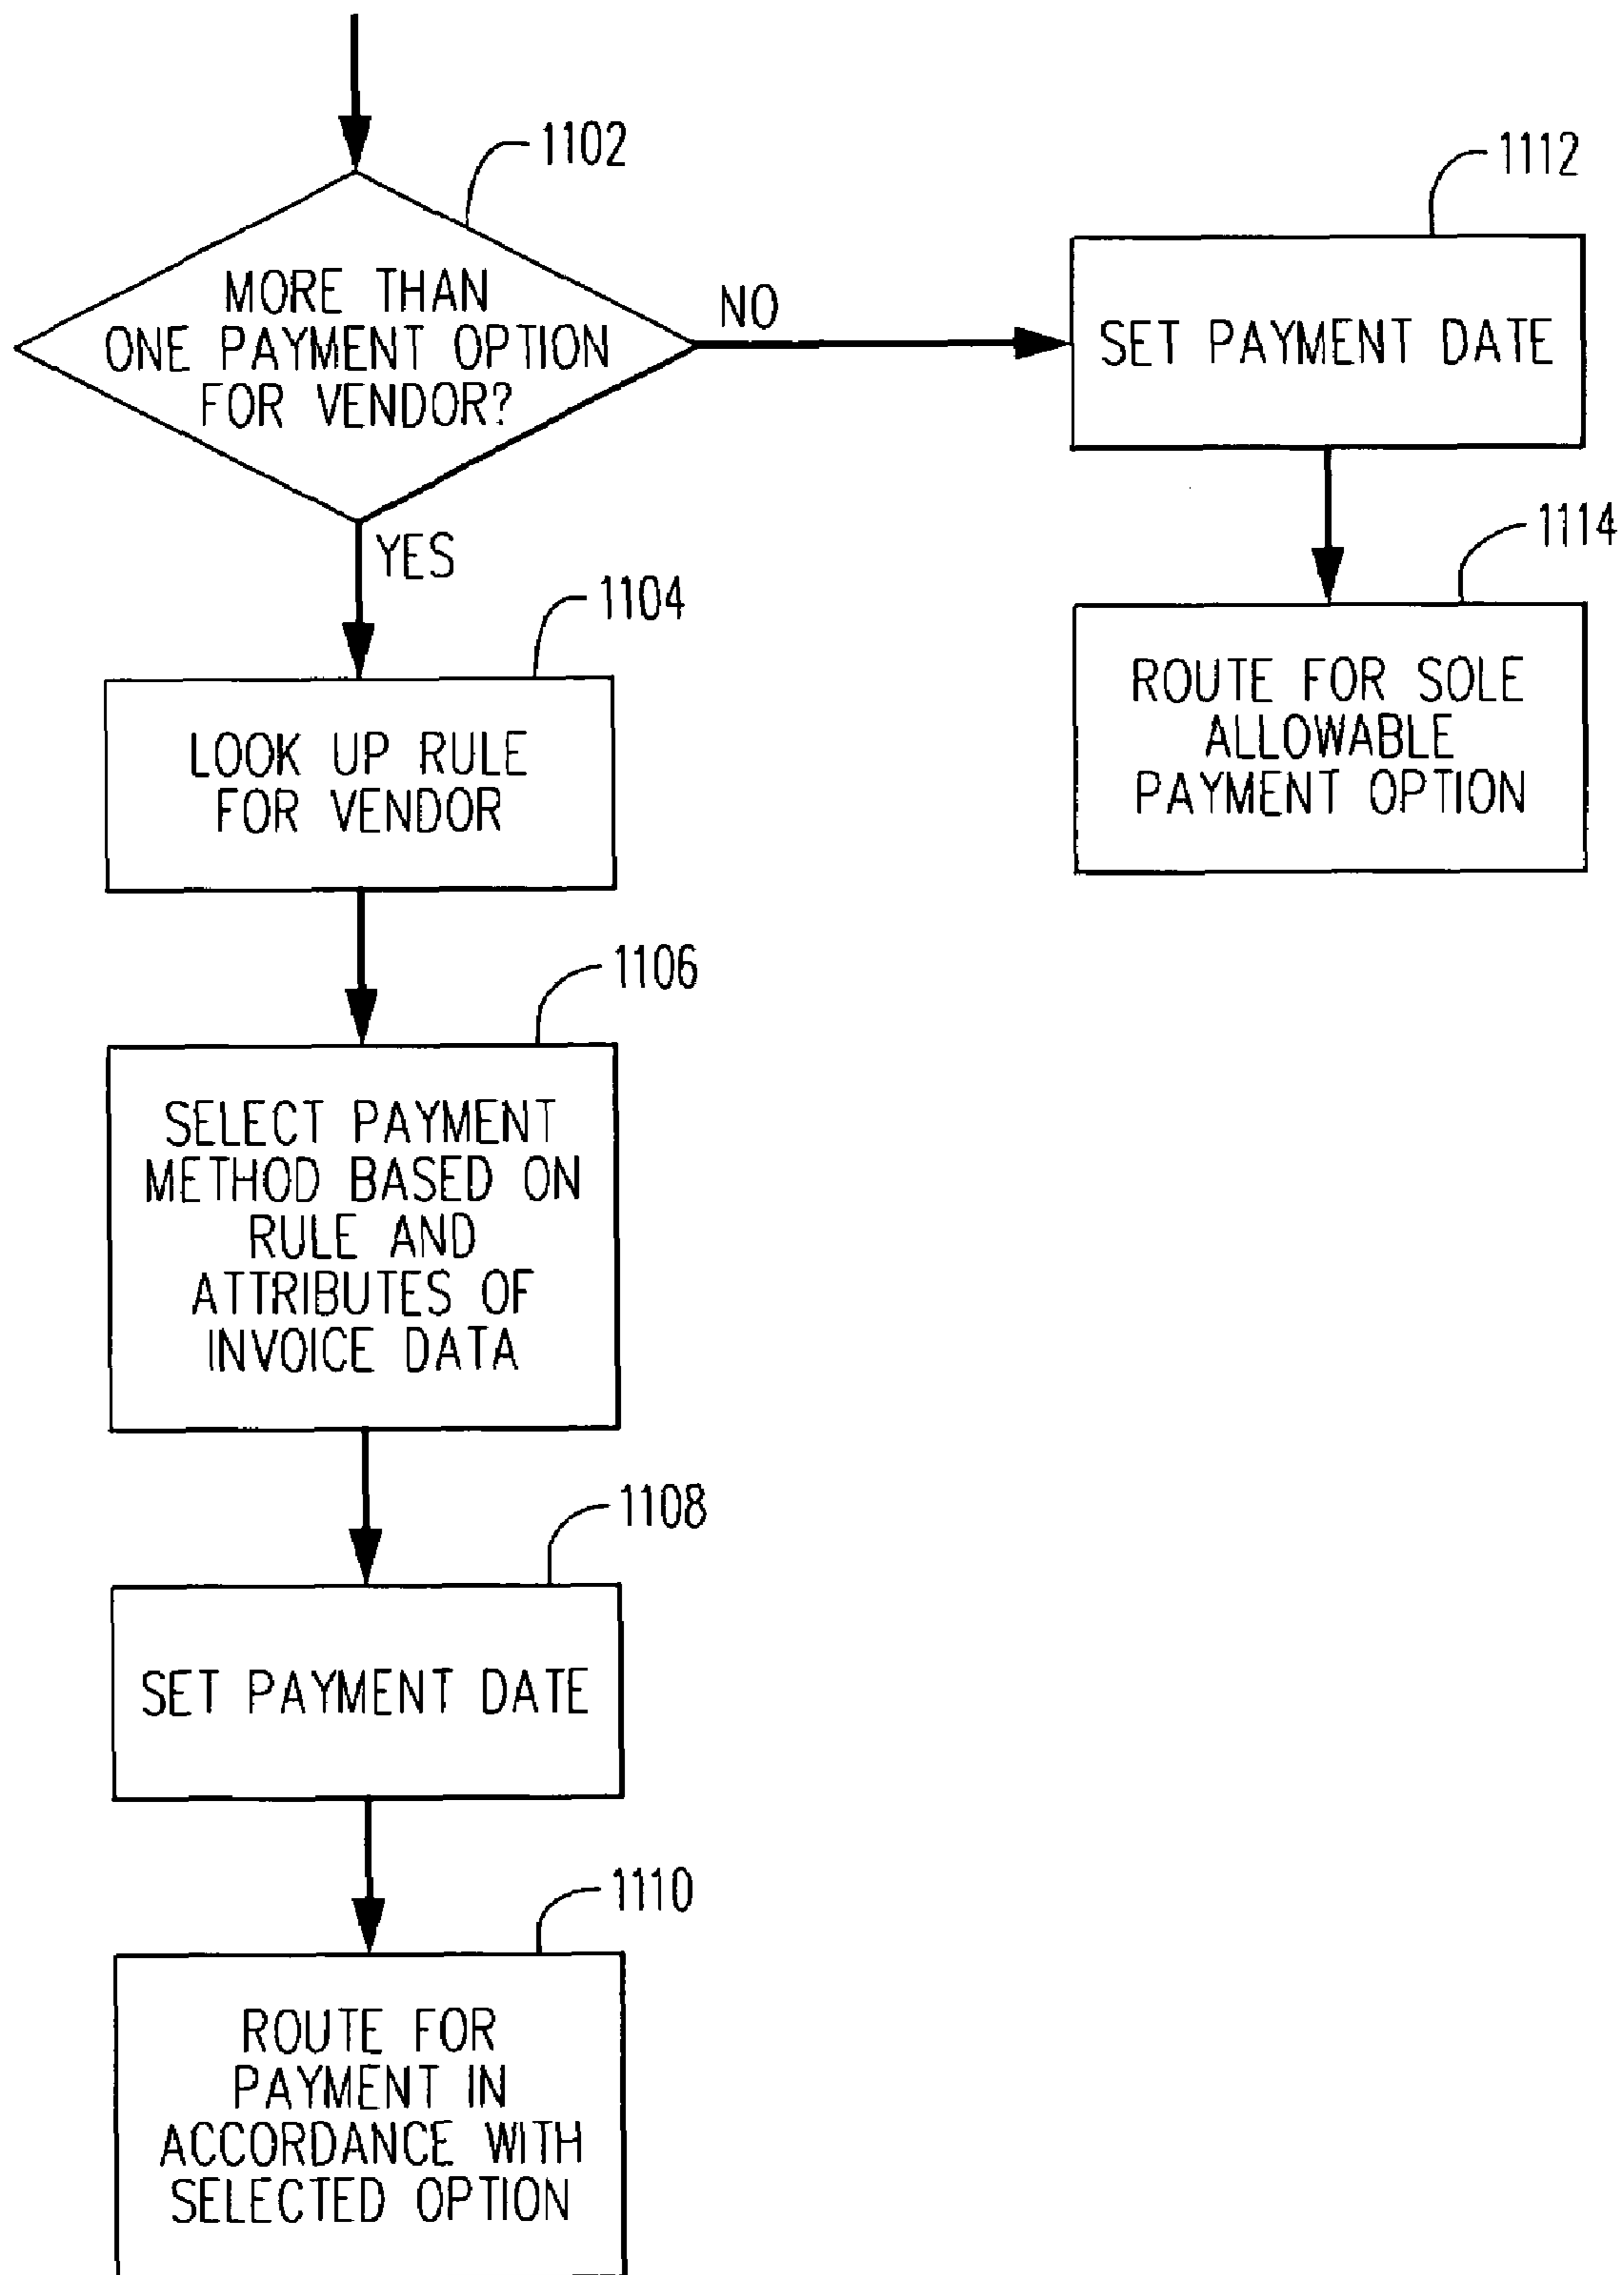 1102
MORE THAN
ONE PAYMENT OPTION
FOR VENDOR?
NO
YES
1112
SET PAYMENT DATE
1114
ROUTE FOR SOLE
ALLOWABLE
PAYMENT OPTION
1104
LOOK UP RULE
FOR VENDOR
1106
SELECT PAYMENT
METHOD BASED ON
RULE AND
ATTRIBUTES OF
INVOICE DATA
1108
SET PAYMENT DATE
1110
ROUTE FOR
PAYMENT IN
ACCORDANCE WITH
SELECTED OPTION